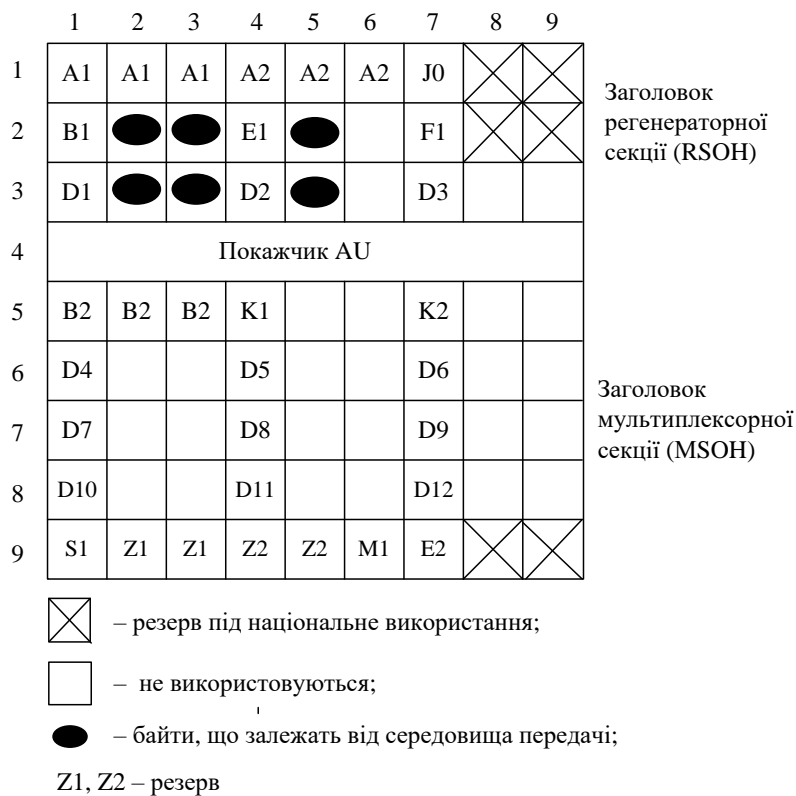 1 2 3 4 5 6 7 8 9
1 A1 A1 A1 A2 A2 A2 J0
2 B1 E1 F1
3 D1 D2 D3
Заголовок
регенераторної
секції (RSOH)
4 Покажчик AU
5 B2 B2 B2 K1 K2
6 D4 D5 D6
7 D7 D8 D9
8 D10 D11 D12
9 S1 Z1 Z1 Z2 Z2 M1 E2
Заголовок
мультиплексорної
секції (MSOH)
– резерв під національне використання;
– не використовуються;
– байти, що залежать від середовища передачі;
Z1, Z2 – резерв